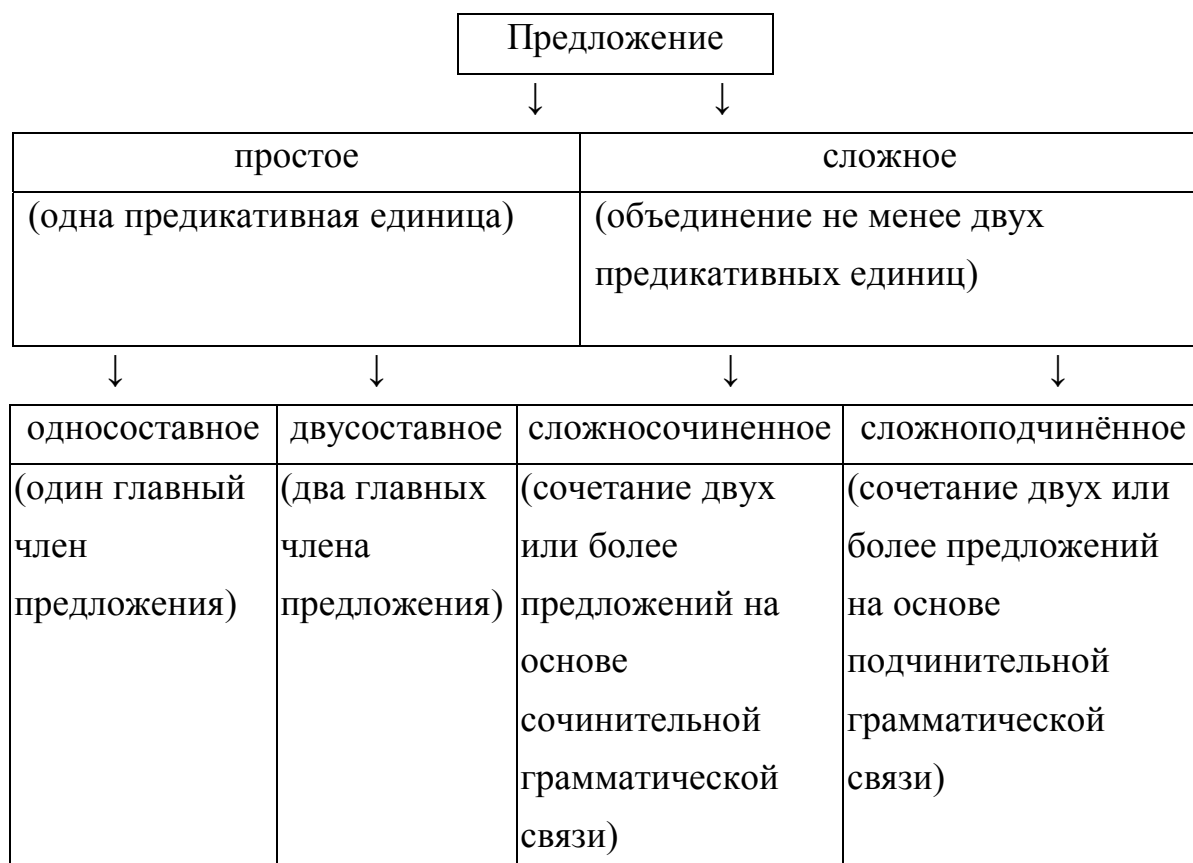 Предложение
↓ ↓
простое сложное
(одна предикативная единица)
(объединение не менее двух
предикативных единиц)
↓ ↓ ↓ ↓
односоставное двусоставное сложносочиненное сложноподчинённое
(один главный
член
предложения)
(два главных
члена
предложения)
(сочетание двух
или более
предложений на
основе
сочинительной
грамматической
связи)
(сочетание двух или
более предложений
на основе
подчинительной
грамматической
связи)